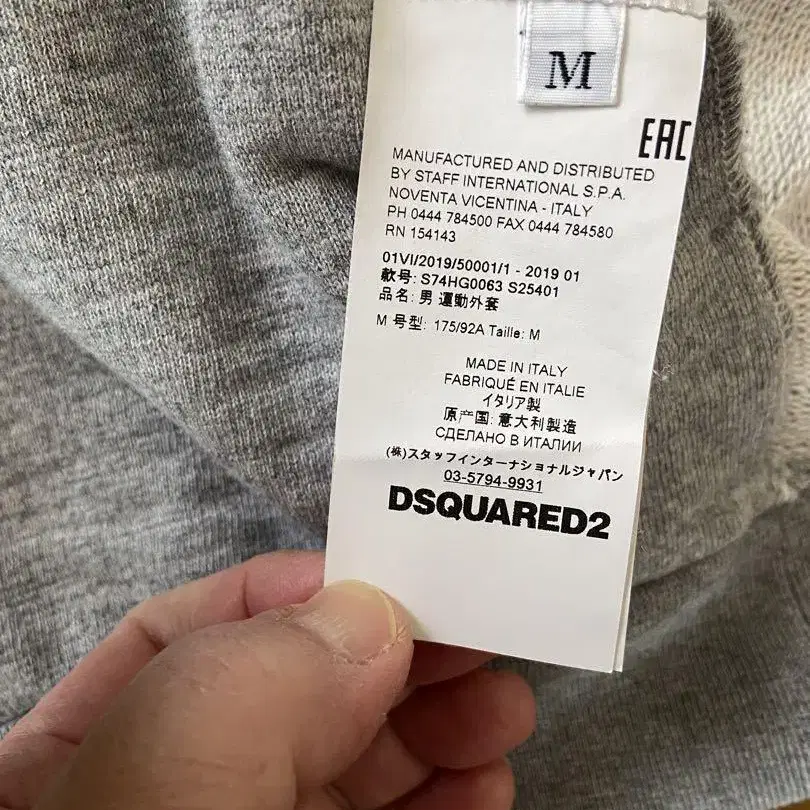 M
EAC
MANUFACTURED AND DISTRIBUTED
BY STAFF INTERNATIONAL S.P.A.
NOVENTA VICENTINA - ITALY
PH 0444 784500 FAX 0444 784580
RN 154143
01VI/2019/50001/1 - 2019 01
款号: S74HG0063 S25401
品名: 男 運動外套
M 号型: 175/92A Taille: M
MADE IN ITALY
FABRIQUÉ EN ITALIE
イタリア製
原产国: 意大利製造
СДЕЛАНО В ИТАЛИИ
(株)スタッフインターナショナルジャパン
03-5794-9931
DSQUARED2